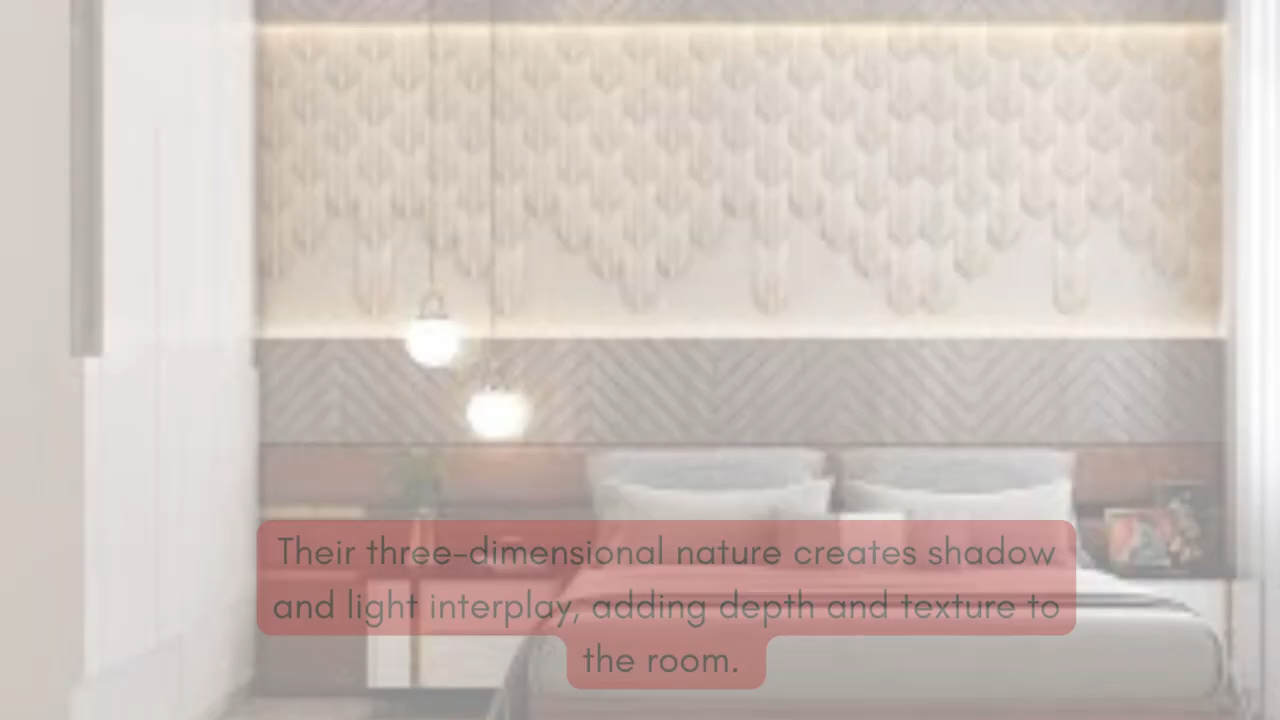 Their three-dimensional nature creates shadow
and light interplay, adding depth and texture to
the room.